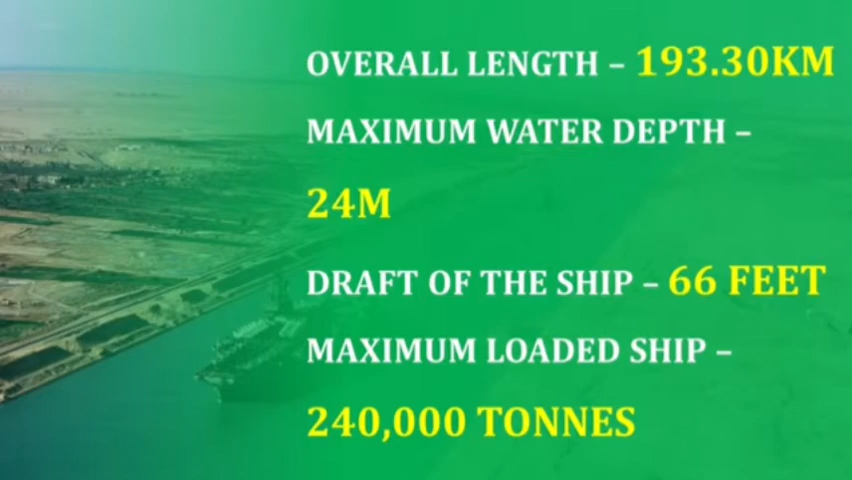 OVERALL LENGTH – 193.30KM
MAXIMUM WATER DEPTH –
24M
DRAFT OF THE SHIP – 66 FEET
MAXIMUM LOADED SHIP –
240,000 TONNES